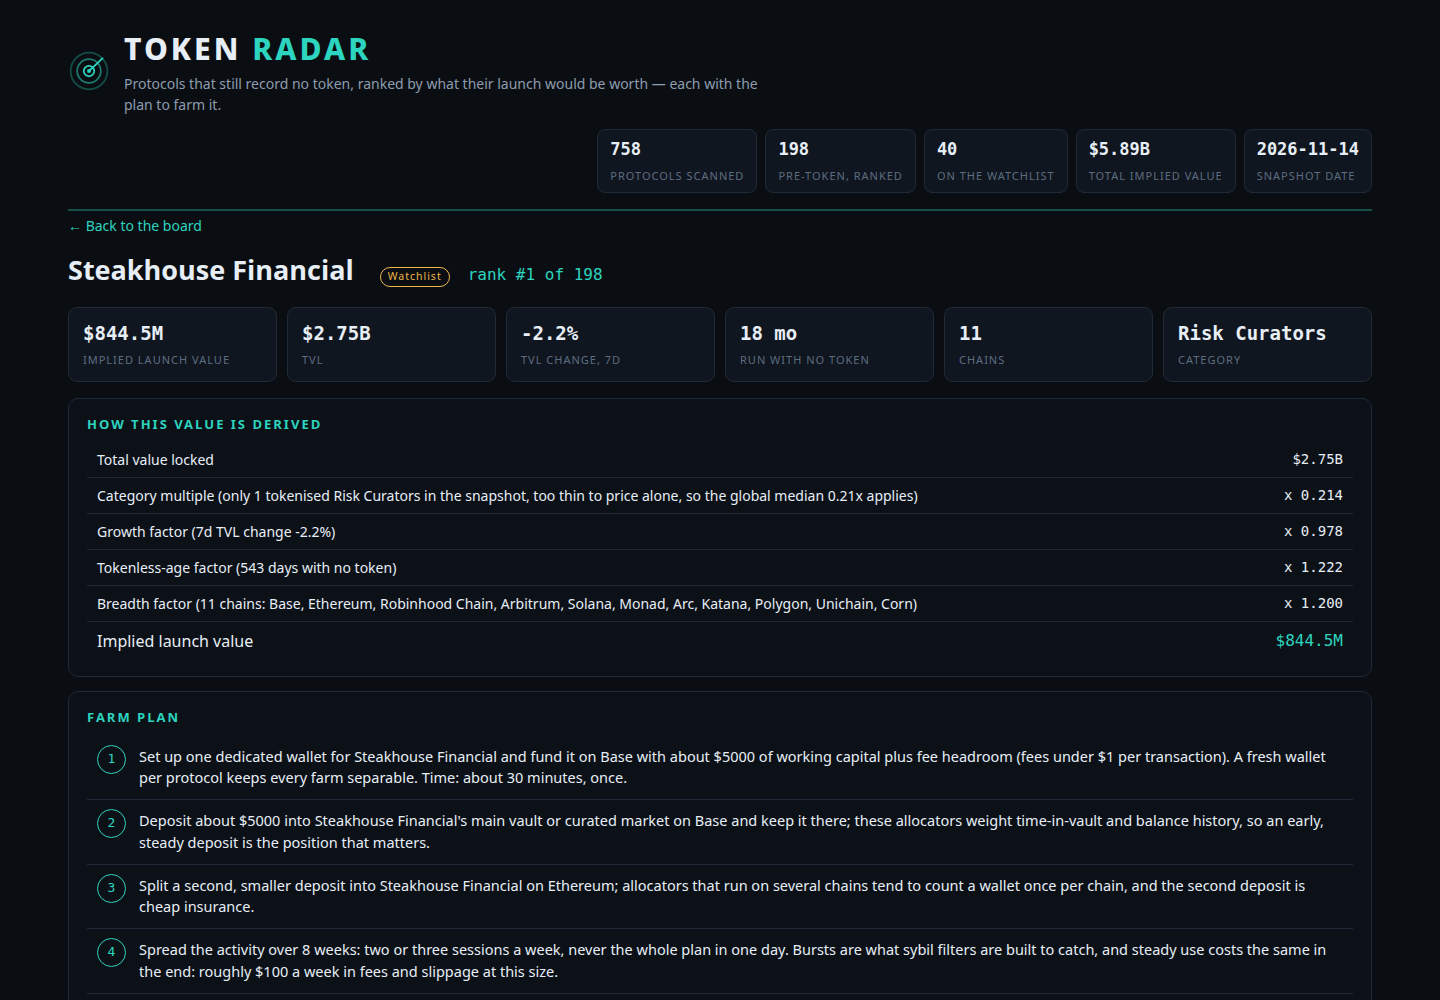 TOKEN RADAR
Protocols that still record no token, ranked by what their launch would be worth — each with the
plan to farm it.
758
PROTOCOLS SCANNED
198
PRE-TOKEN, RANKED
40
ON THE WATCHLIST
$5.89B
TOTAL IMPLIED VALUE
2026-11-14
SNAPSHOT DATE
← Back to the board
Steakhouse Financial
Watchlist
rank #1 of 198
$844.5M
IMPLIED LAUNCH VALUE
$2.75B
TVL
-2.2%
TVL CHANGE, 7D
18 mo
RUN WITH NO TOKEN
11
CHAINS
Risk Curators
CATEGORY
HOW THIS VALUE IS DERIVED
Total value locked $2.75B
Category multiple (only 1 tokenised Risk Curators in the snapshot, too thin to price alone, so the global median 0.21x applies) x 0.214
Growth factor (7d TVL change -2.2%) x 0.978
Tokenless-age factor (543 days with no token) x 1.222
Breadth factor (11 chains: Base, Ethereum, Robinhood Chain, Arbitrum, Solana, Monad, Arc, Katana, Polygon, Unichain, Corn) x 1.200
Implied launch value $844.5M
FARM PLAN
1 Set up one dedicated wallet for Steakhouse Financial and fund it on Base with about $5000 of working capital plus fee headroom (fees under $1 per transaction). A fresh wallet
per protocol keeps every farm separable. Time: about 30 minutes, once.
2 Deposit about $5000 into Steakhouse Financial's main vault or curated market on Base and keep it there; these allocators weight time-in-vault and balance history, so an early,
steady deposit is the position that matters.
3 Split a second, smaller deposit into Steakhouse Financial on Ethereum; allocators that run on several chains tend to count a wallet once per chain, and the second deposit is
cheap insurance.
4 Spread the activity over 8 weeks: two or three sessions a week, never the whole plan in one day. Bursts are what sybil filters are built to catch, and steady use costs the same in
the end: roughly $100 a week in fees and slippage at this size.